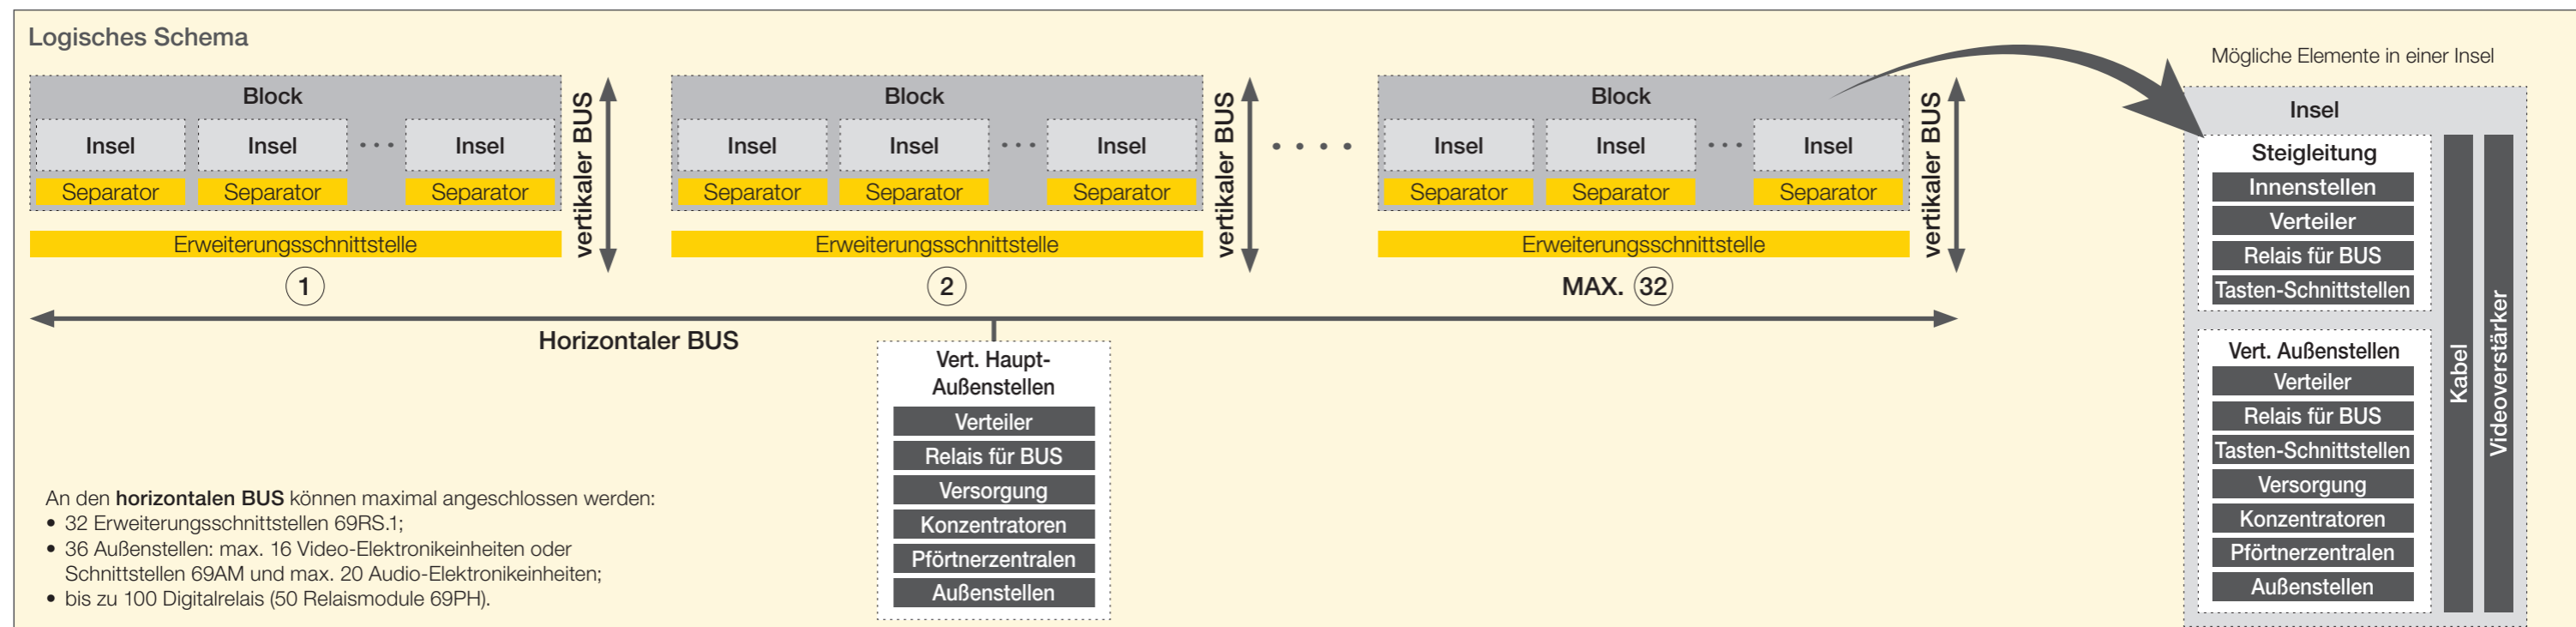 Logisches Schema
Block
Insel Insel ··· Insel
Separator Separator Separator
Erweiterungsschnittstelle
1
vertikaler BUS
Block
Insel Insel ··· Insel
Separator Separator Separator
Erweiterungsschnittstelle
2
vertikaler BUS
····
Block
Insel Insel ··· Insel
Separator Separator Separator
Erweiterungsschnittstelle
MAX. 32
vertikaler BUS
Horizontaler BUS
Vert. Haupt-
Außenstellen
Verteiler
Relais für BUS
Versorgung
Konzentratoren
Pförtnerzentralen
Außenstellen
An den horizontalen BUS können maximal angeschlossen werden:
• 32 Erweiterungsschnittstellen 69RS.1;
• 36 Außenstellen: max. 16 Video-Elektronikeinheiten oder
Schnittstellen 69AM und max. 20 Audio-Elektronikeinheiten;
• bis zu 100 Digitalrelais (50 Relaismodule 69PH).
Mögliche Elemente in einer Insel
Insel
Steigleitung
Innenstellen
Verteiler
Relais für BUS
Tasten-Schnittstellen
Vert. Außenstellen
Verteiler
Relais für BUS
Tasten-Schnittstellen
Versorgung
Konzentratoren
Pförtnerzentralen
Außenstellen
Kabel
Videoverstärker